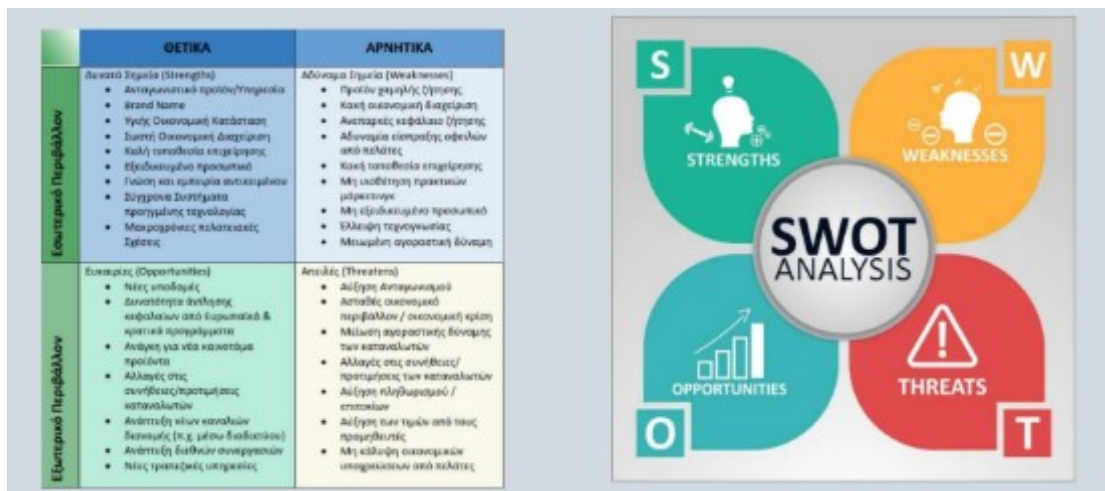 ΘΕΤΙΚΑ
ΑΡΝΗΤΙΚΑ
Εσωτερικό Περιβάλλον
Δυνατά Σημεία (Strengths)
• Ανταγωνιστικό προϊόν/Υπηρεσία
• Brand Name
• Υγιής Οικονομική Κατάσταση
• Σωστή Οικονομική Διαχείριση
• Καλή τοποθεσία επιχείρησης
• Εξειδικευμένο προσωπικό
• Γνώση και εμπειρία αντικειμένου
• Σύγχρονα Συστήματα
προηγμένης τεχνολογίας
• Μακροχρόνιες πελατειακές
Σχέσεις
Αδύναμα Σημεία (Weaknesses)
• Προϊόν χαμηλής ζήτησης
• Κακή οικονομική διαχείριση
• Ανεπαρκές κεφάλαιο ζήτησης
• Αδυναμία είσπραξης οφειλών
από πελάτες
• Κακή τοποθεσία επιχείρησης
• Μη υιοθέτηση πρακτικών
μάρκετινγκ
• Μη εξειδικευμένο προσωπικό
• Έλλειψη τεχνογνωσίας
• Μειωμένη αγοραστική δύναμη
Εξωτερικό Περιβάλλον
Ευκαιρίες (Opportunities)
• Νέες υποδομές
• Δυνατότητα άντλησης
κεφαλαίων από Ευρωπαϊκά &
κρατικά προγράμματα
• Ανάγκη για νέα καινοτόμα
προϊόντα
• Αλλαγές στις
συνήθειες/προτιμήσεις
καταναλωτών
• Ανάπτυξη νέων καναλιών
διανομής (π.χ. μέσω διαδικτύου)
• Ανάπτυξη διεθνών συνεργασιών
• Νέες τραπεζικές υπηρεσίες
Απειλές (Threatens)
• Αύξηση Ανταγωνισμού
• Ασταθές οικονομικό
περιβάλλον / οικονομική κρίση
• Μείωση αγοραστικής δύναμης
των καταναλωτών
• Αλλαγές στις συνήθειες/
προτιμήσεις των καταναλωτών
• Αύξηση πληθωρισμού /
επιτοκίων
• Αύξηση των τιμών από τους
προμηθευτές
• Μη κάλυψη οικονομικών
υποχρεώσεων από πελάτες
S
W
STRENGTHS
WEAKNESSES
SWOT
ANALYSIS
OPPORTUNITIES
THREATS
O
T